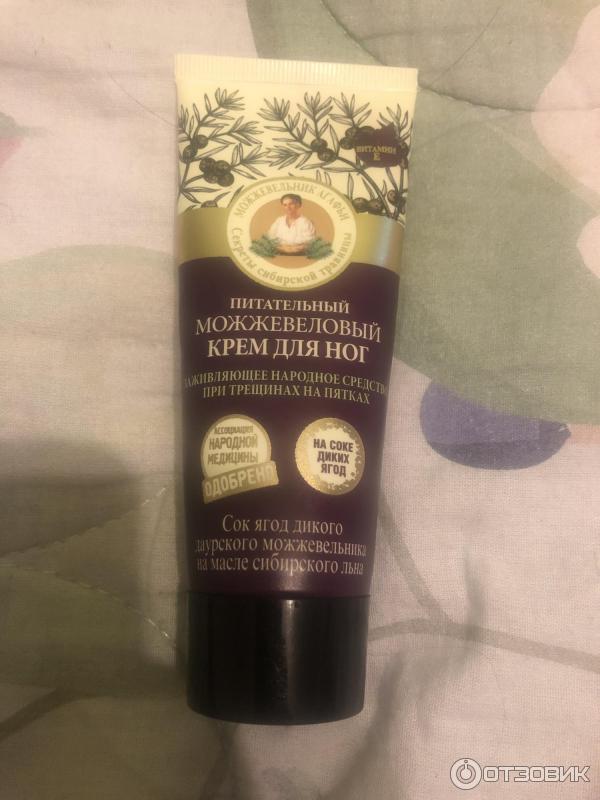 ВИТАМИН
Е
МОЖЖЕВЕЛЬНИК АГАФЬИ
Секреты сибирской травницы
ПИТАТЕЛЬНЫЙ
МОЖЖЕВЕЛОВЫЙ
КРЕМ ДЛЯ НОГ
ЗАЖИВЛЯЮЩЕЕ НАРОДНОЕ СРЕДСТВО
ПРИ ТРЕЩИНАХ НА ПЯТКАХ
АССОЦИАЦИЯ
НАРОДНОЙ
МЕДИЦИНЫ
ОДОБРЕНО
НА СОКЕ
ДИКИХ
ЯГОД
Сок ягод дикого
даурского можжевельника
на масле сибирского льна
ОТЗОВИК